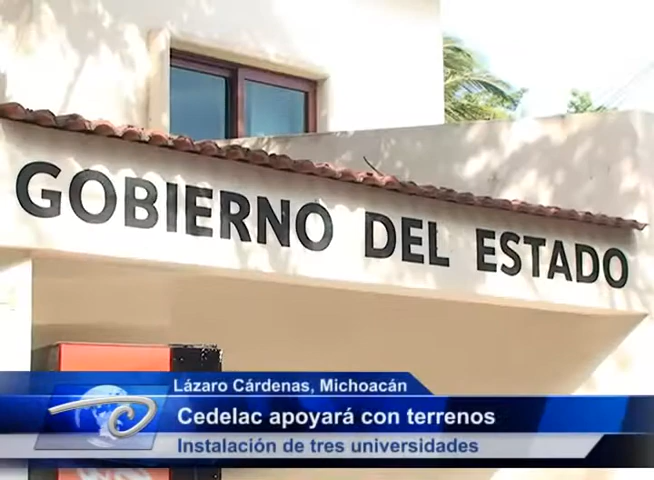 GOBIERNO DEL ESTADO
Lázaro Cárdenas, Michoacán
Cedelac apoyará con terrenos
Instalación de tres universidades